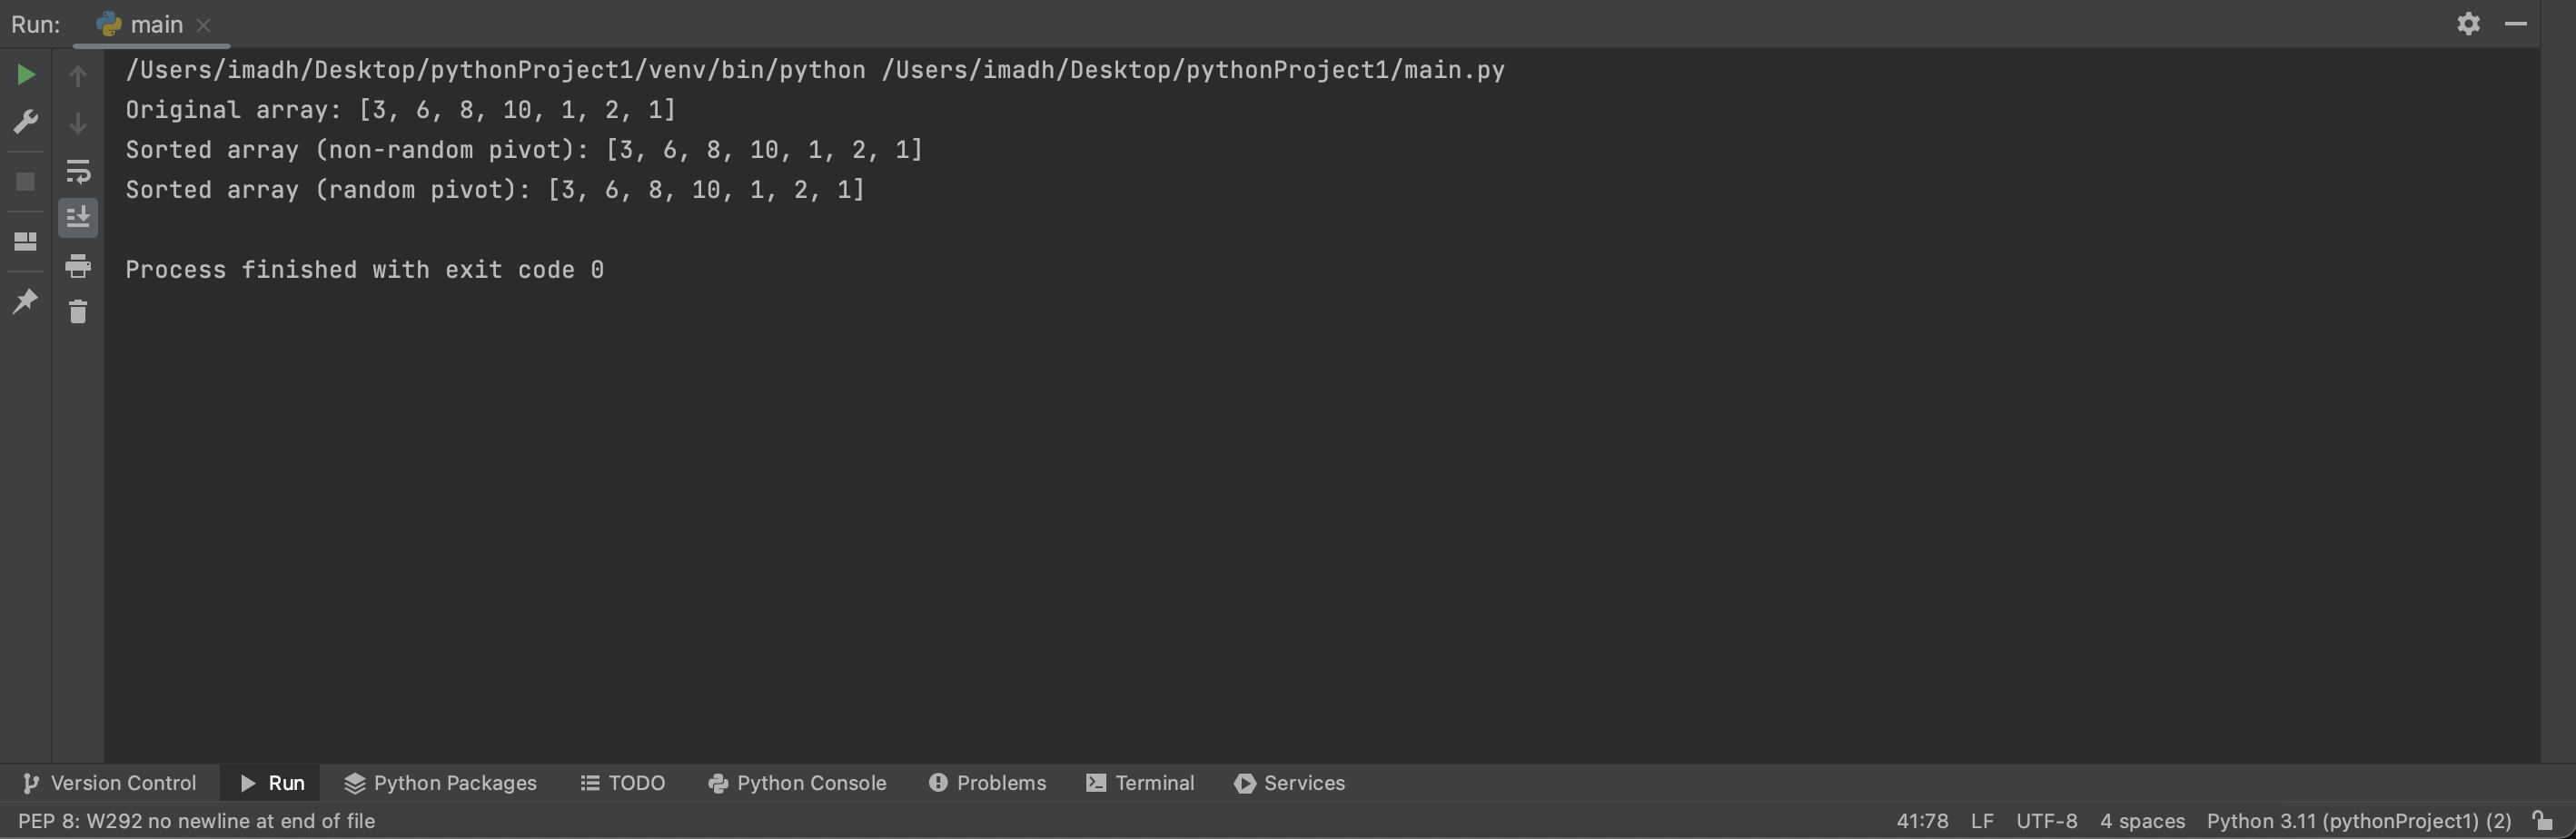 Run: main
/Users/imadh/Desktop/pythonProject1/venv/bin/python /Users/imadh/Desktop/pythonProject1/main.py
Original array: [3, 6, 8, 10, 1, 2, 1]
Sorted array (non-random pivot): [3, 6, 8, 10, 1, 2, 1]
Sorted array (random pivot): [3, 6, 8, 10, 1, 2, 1]
Process finished with exit code 0
Version Control Run Python Packages TODO Python Console Problems Terminal Services
PEP 8: W292 no newline at end of file 41:78 LF UTF-8 4 spaces Python 3.11 (pythonProject1) (2)